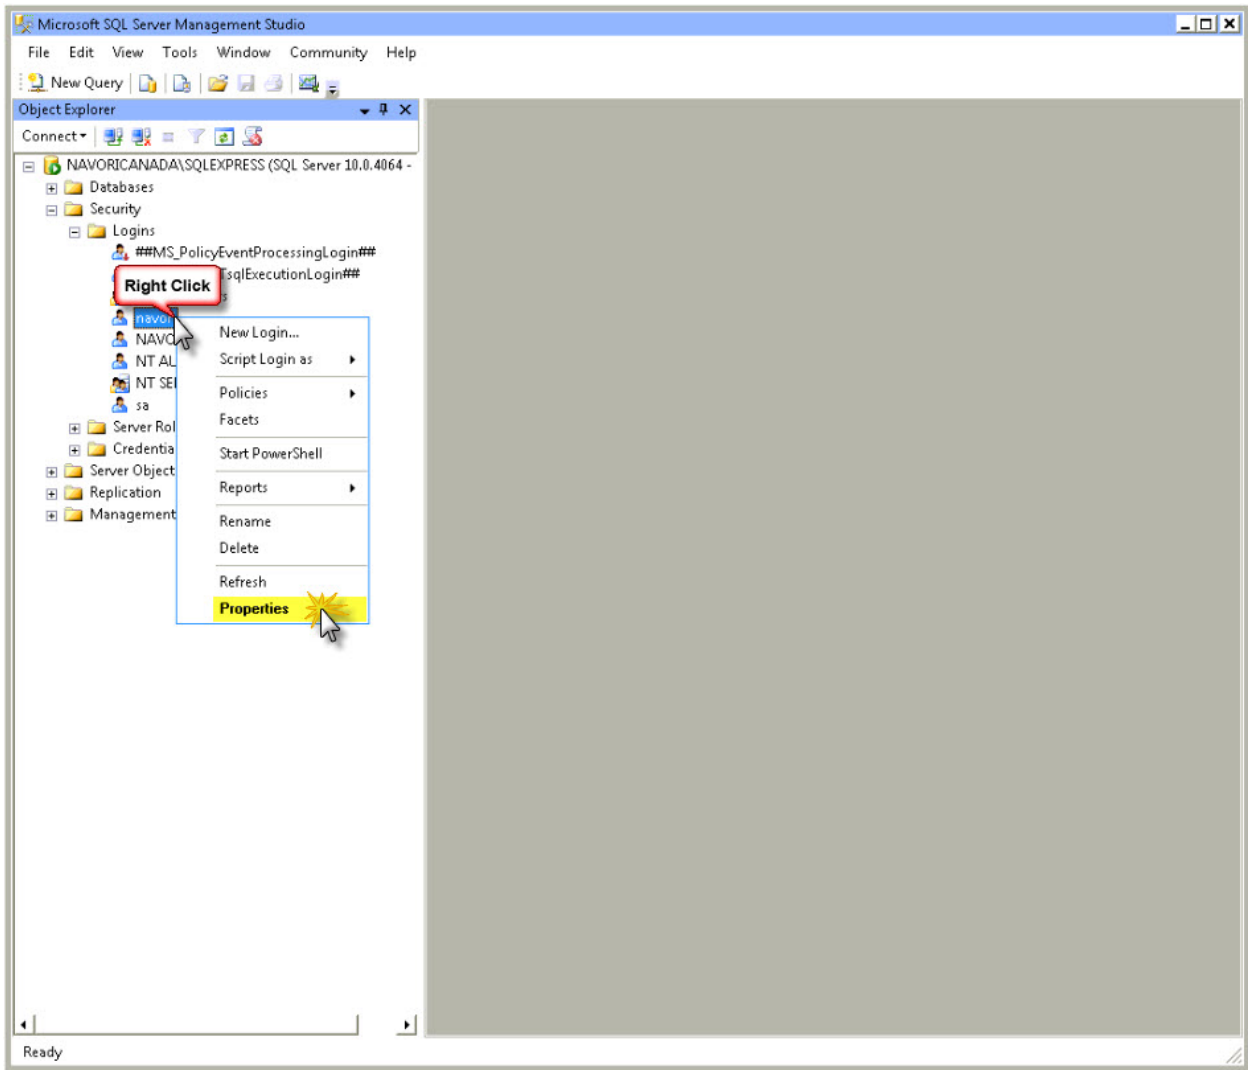 Microsoft SQL Server Management Studio
File Edit View Tools Window Community Help
New Query
Object Explorer
Connect
NAVORICANADA\SQLEXPRESS (SQL Server 10.0.4064 -
Databases
Security
Logins
##MS_PolicyEventProcessingLogin##
TsqlExecutionLogin##
Right Click
navor
NAVO
NT AU
NT SE
sa
Server Rol
Credentia
Server Object
Replication
Management
New Login...
Script Login as
Policies
Facets
Start PowerShell
Reports
Rename
Delete
Refresh
Properties
Ready